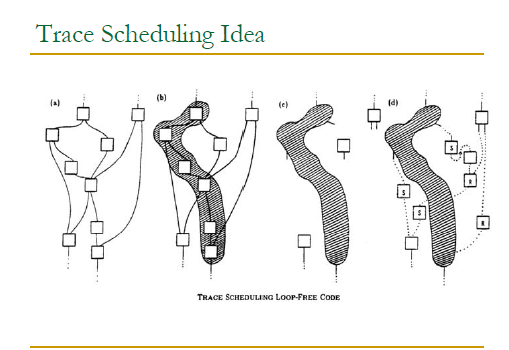 Trace Scheduling Idea
(a) (b) (c) (d)
S
R
S
S
R
TRACE SCHEDULING LOOP-FREE CODE